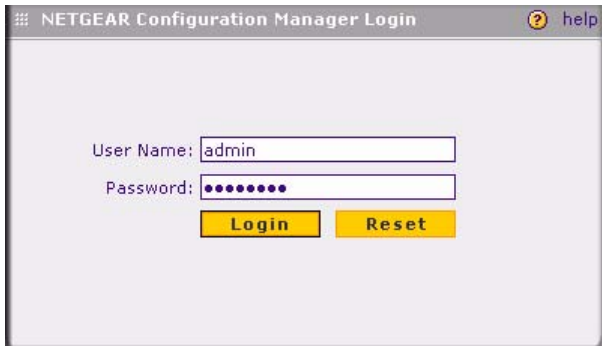 NETGEAR Configuration Manager Login ? help
User Name: admin
Password: ●●●●●●●●
Login Reset